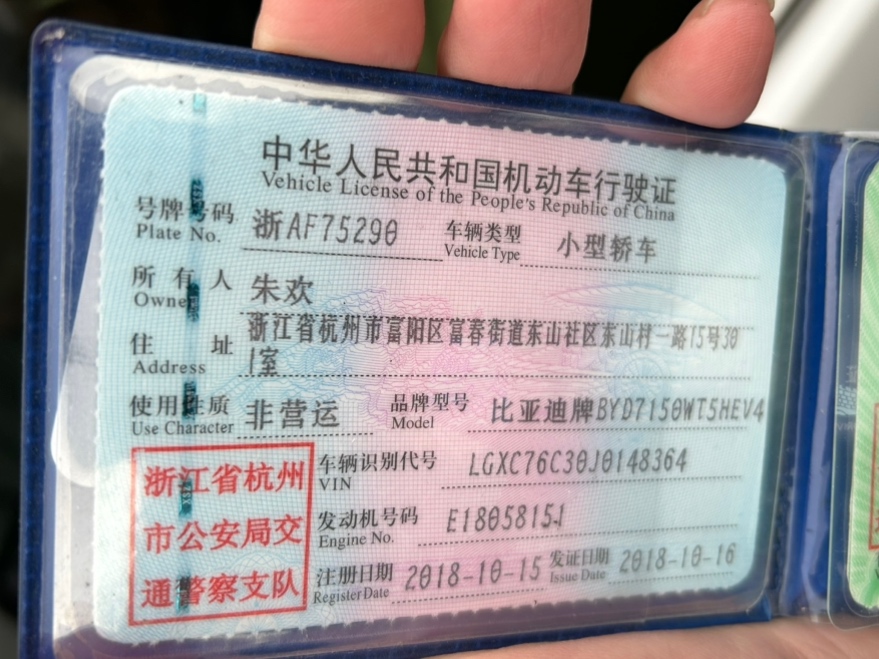 中华人民共和国机动车行驶证
Vehicle License of the People's Republic of China
号牌号码 浙AF75290 车辆类型 小型轿车
Plate No. Vehicle Type
所有人 朱欢
Owner
住址 浙江省杭州市富阳区富春街道东山社区东山村一路15号30
Address 1室
使用性质 非营运 品牌型号 比亚迪牌BYD7150WT5HEV4
Use Character Model
浙江省杭州
市公安局交
通警察支队
车辆识别代号 LGXC76C30J0148364
VIN
发动机号码 E18058154
Engine No.
注册日期 2018-10-15 发证日期 2018-10-16
Register Date Issue Date